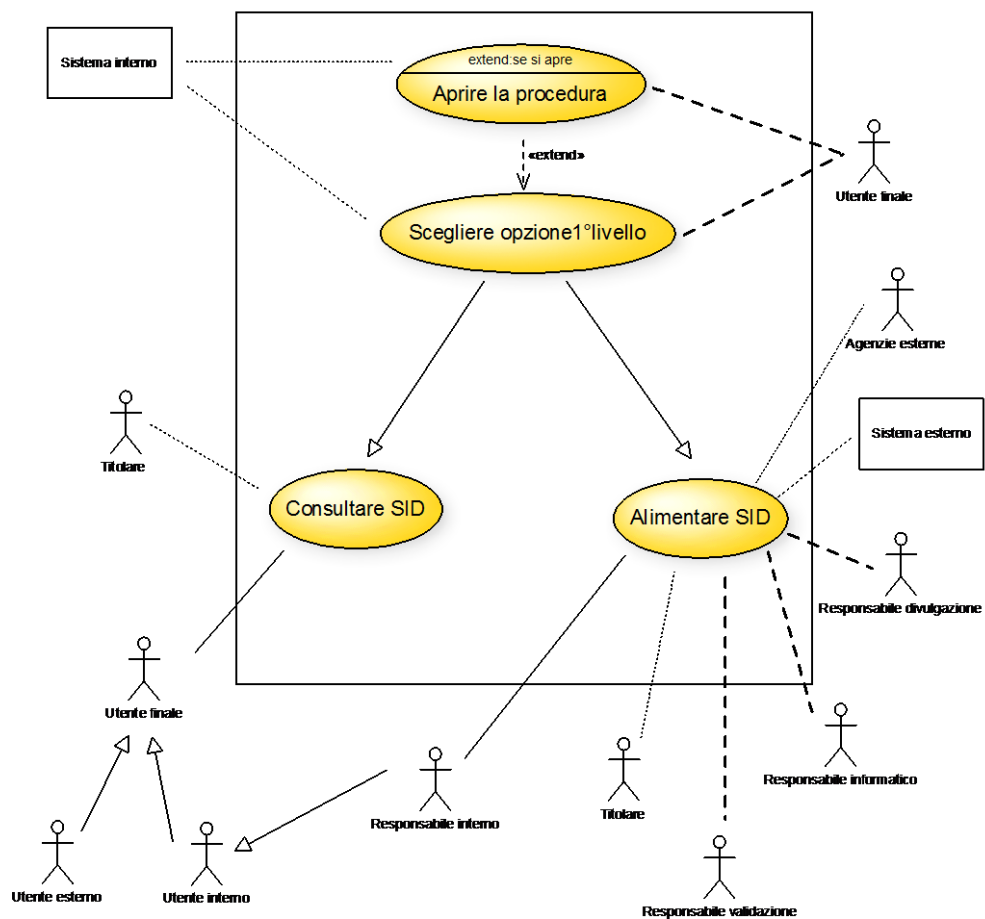 Sistema interno
extend:se si apre
Aprire la procedura
«extend»
Utente finale
Scegliere opzione1°livello
Agenzie esterne
Sistema esterno
Titolare
Consultare SID
Alimentare SID
Responsabile divulgazione
Utente finale
Responsabile informatico
Responsabile interno
Titolare
Utente esterno
Utente interno
Responsabile validazione